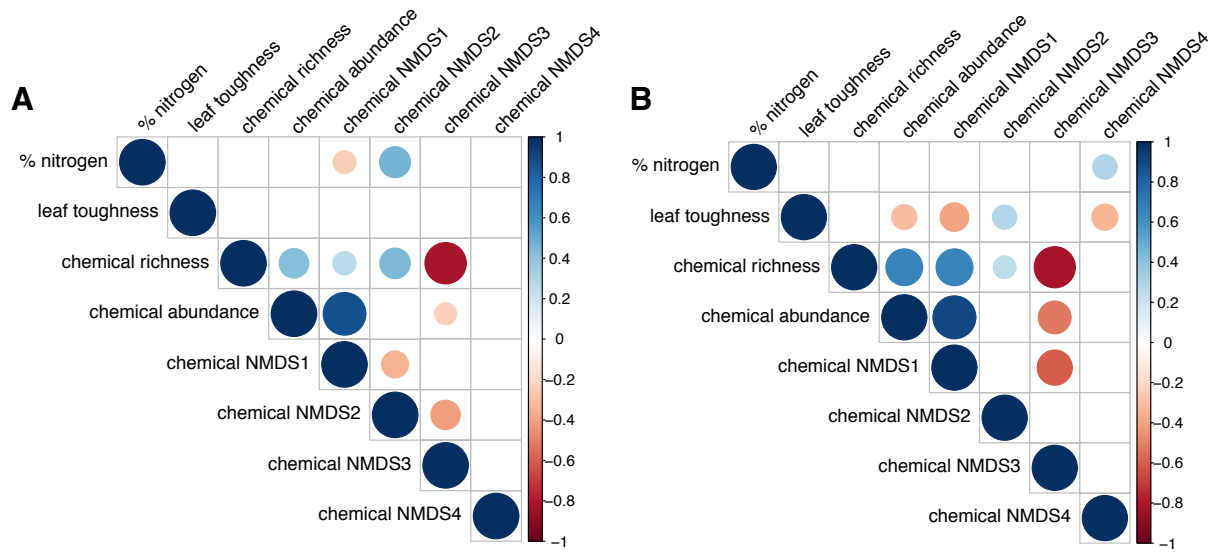 A
% nitrogen
leaf toughness
chemical richness
chemical abundance
chemical NMDS1
chemical NMDS2
chemical NMDS3
chemical NMDS4
% nitrogen
leaf toughness
chemical richness
chemical abundance
chemical NMDS1
chemical NMDS2
chemical NMDS3
chemical NMDS4
1
0.8
0.6
0.4
0.2
0
−0.2
−0.4
−0.6
−0.8
−1
B
% nitrogen
leaf toughness
chemical richness
chemical abundance
chemical NMDS1
chemical NMDS2
chemical NMDS3
chemical NMDS4
% nitrogen
leaf toughness
chemical richness
chemical abundance
chemical NMDS1
chemical NMDS2
chemical NMDS3
chemical NMDS4
1
0.8
0.6
0.4
0.2
0
−0.2
−0.4
−0.6
−0.8
−1